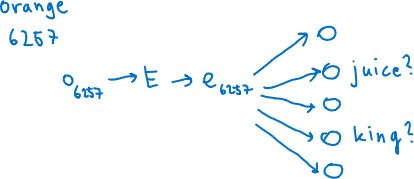 orange
6257
o6257 → E → e6257
juice?
king?